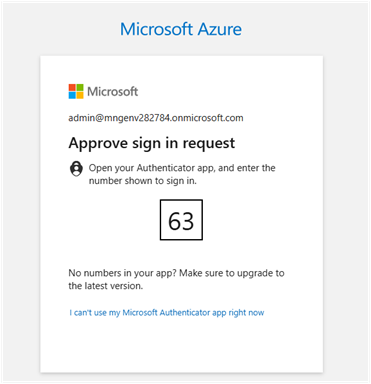 Microsoft Azure
Microsoft
admin@mngenv282784.onmicrosoft.com
Approve sign in request
Open your Authenticator app, and enter the
number shown to sign in.
63
No numbers in your app? Make sure to upgrade to
the latest version.
I can't use my Microsoft Authenticator app right now